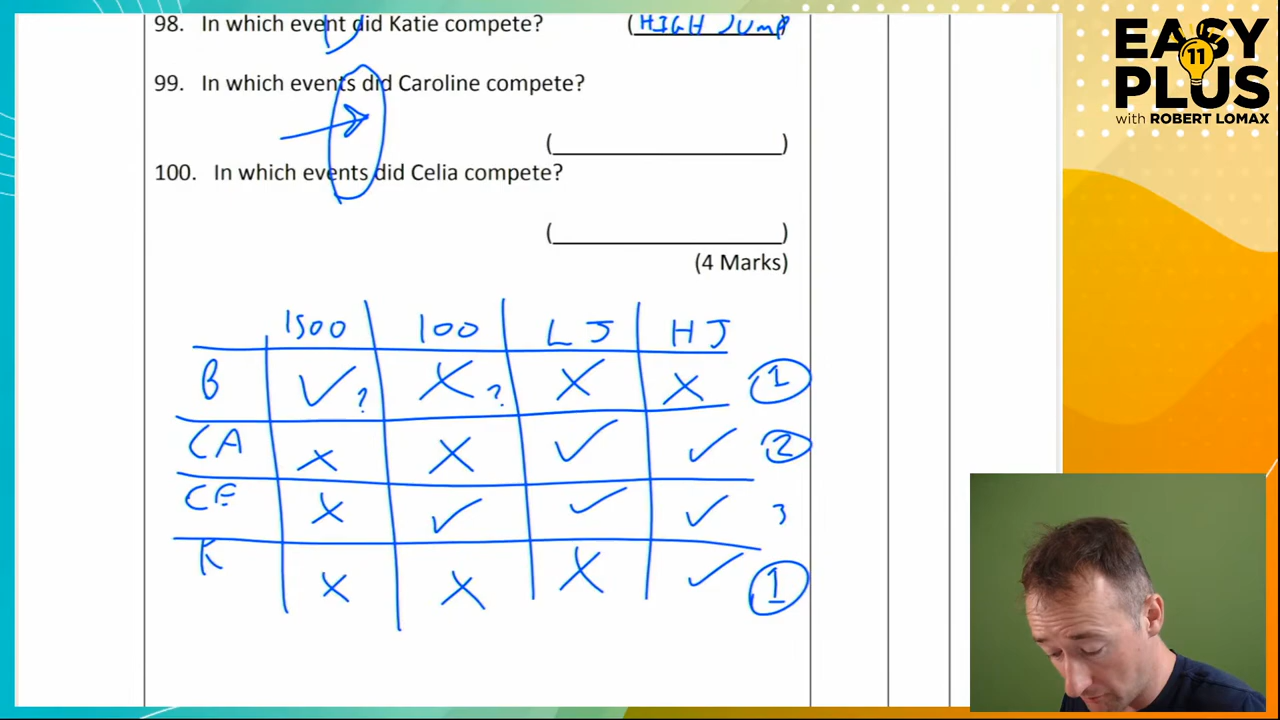 98. In which event did Katie compete? (HIGH JUMP)
99. In which events did Caroline compete?
(____________________)
100. In which events did Celia compete?
(____________________)
(4 Marks)
1500 100 L J H J
B ✓? X? X X 1
CA X X ✓ ✓ 2
CE X ✓ ✓ ✓ 3
K X X X ✓ 1
EASY
11
PLUS
with ROBERT LOMAX